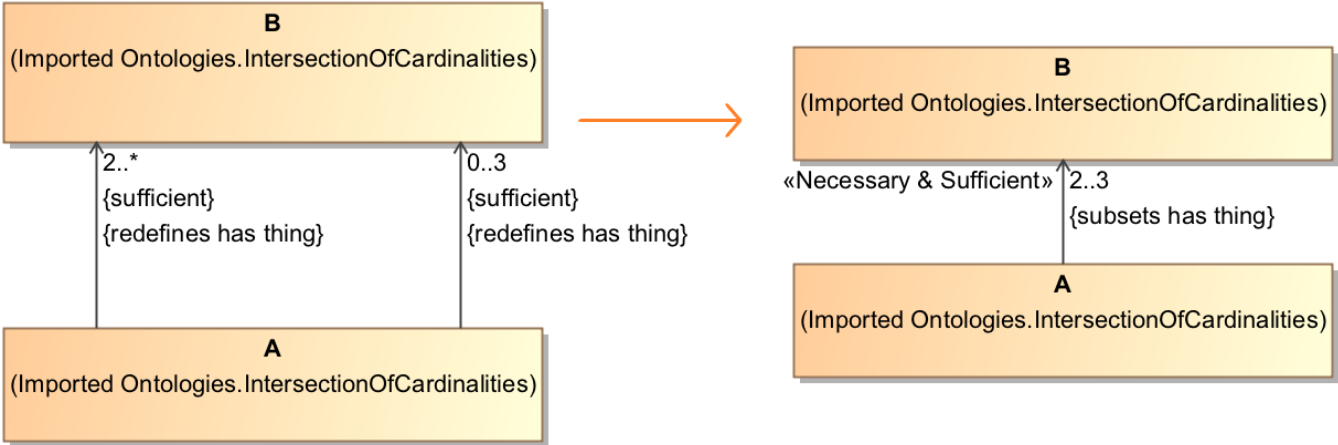 B
(Imported Ontologies.IntersectionOfCardinalities)
2..*
{sufficient}
{redefines has thing}
0..3
{sufficient}
{redefines has thing}
A
(Imported Ontologies.IntersectionOfCardinalities)
B
(Imported Ontologies.IntersectionOfCardinalities)
«Necessary & Sufficient»
2..3
{subsets has thing}
A
(Imported Ontologies.IntersectionOfCardinalities)